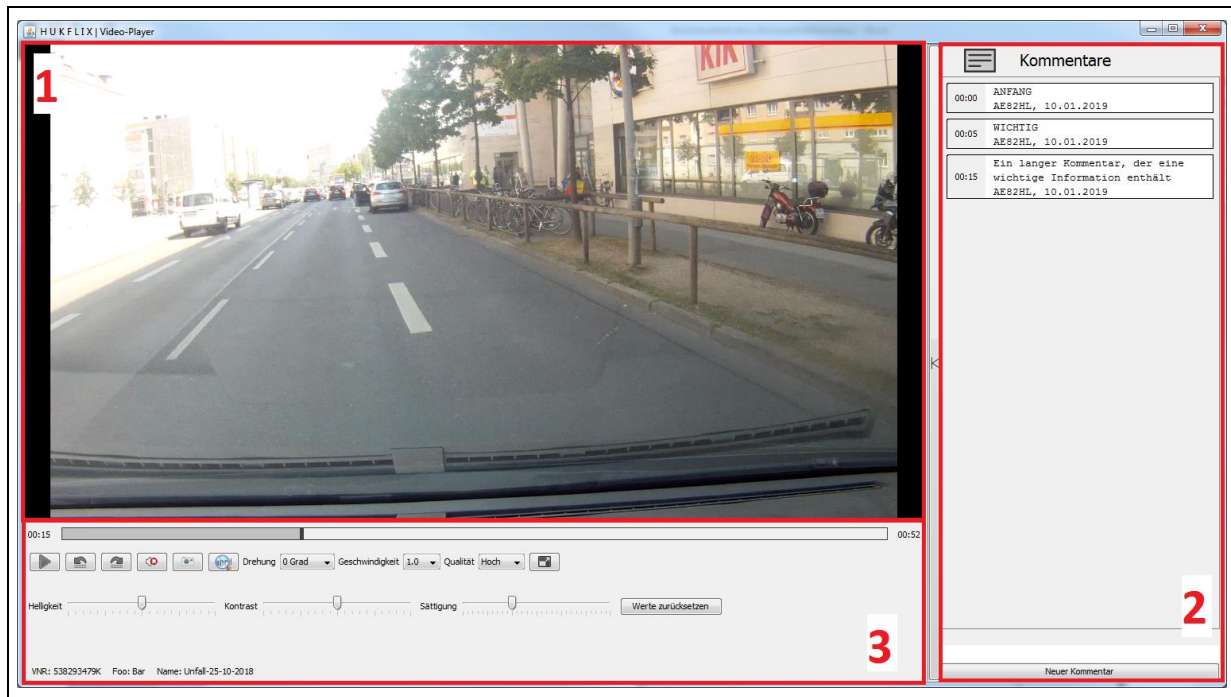 H U K F L I X | Video-Player
1
KiK
Kommentare
00:00
ANFANG
AE82HL, 10.01.2019
00:05
WICHTIG
AE82HL, 10.01.2019
00:15
Ein langer Kommentar, der eine
wichtige Information enthält
AE82HL, 10.01.2019
00:15
00:52
Drehung 0 Grad Geschwindigkeit 1.0 Qualität Hoch
Helligkeit Kontrast Sättigung Werte zurücksetzen
3
2
VNR: 538293479K Foo: Bar Name: Unfall-25-10-2018
Neuer Kommentar